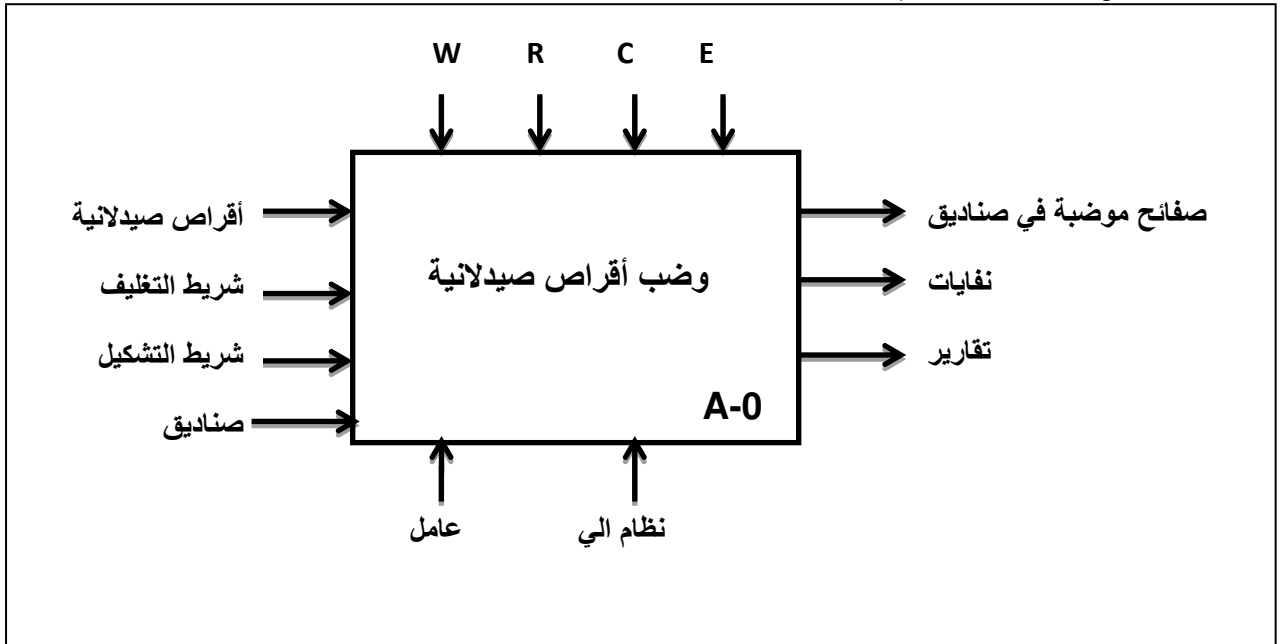 W R C E
أقراص صيدلانية
شريط التغليف
شريط التشكيل
صناديق
وضب أقراص صيدلانية
A-0
صفائح موضبة في صناديق
نفايات
تقارير
عامل
نظام الي